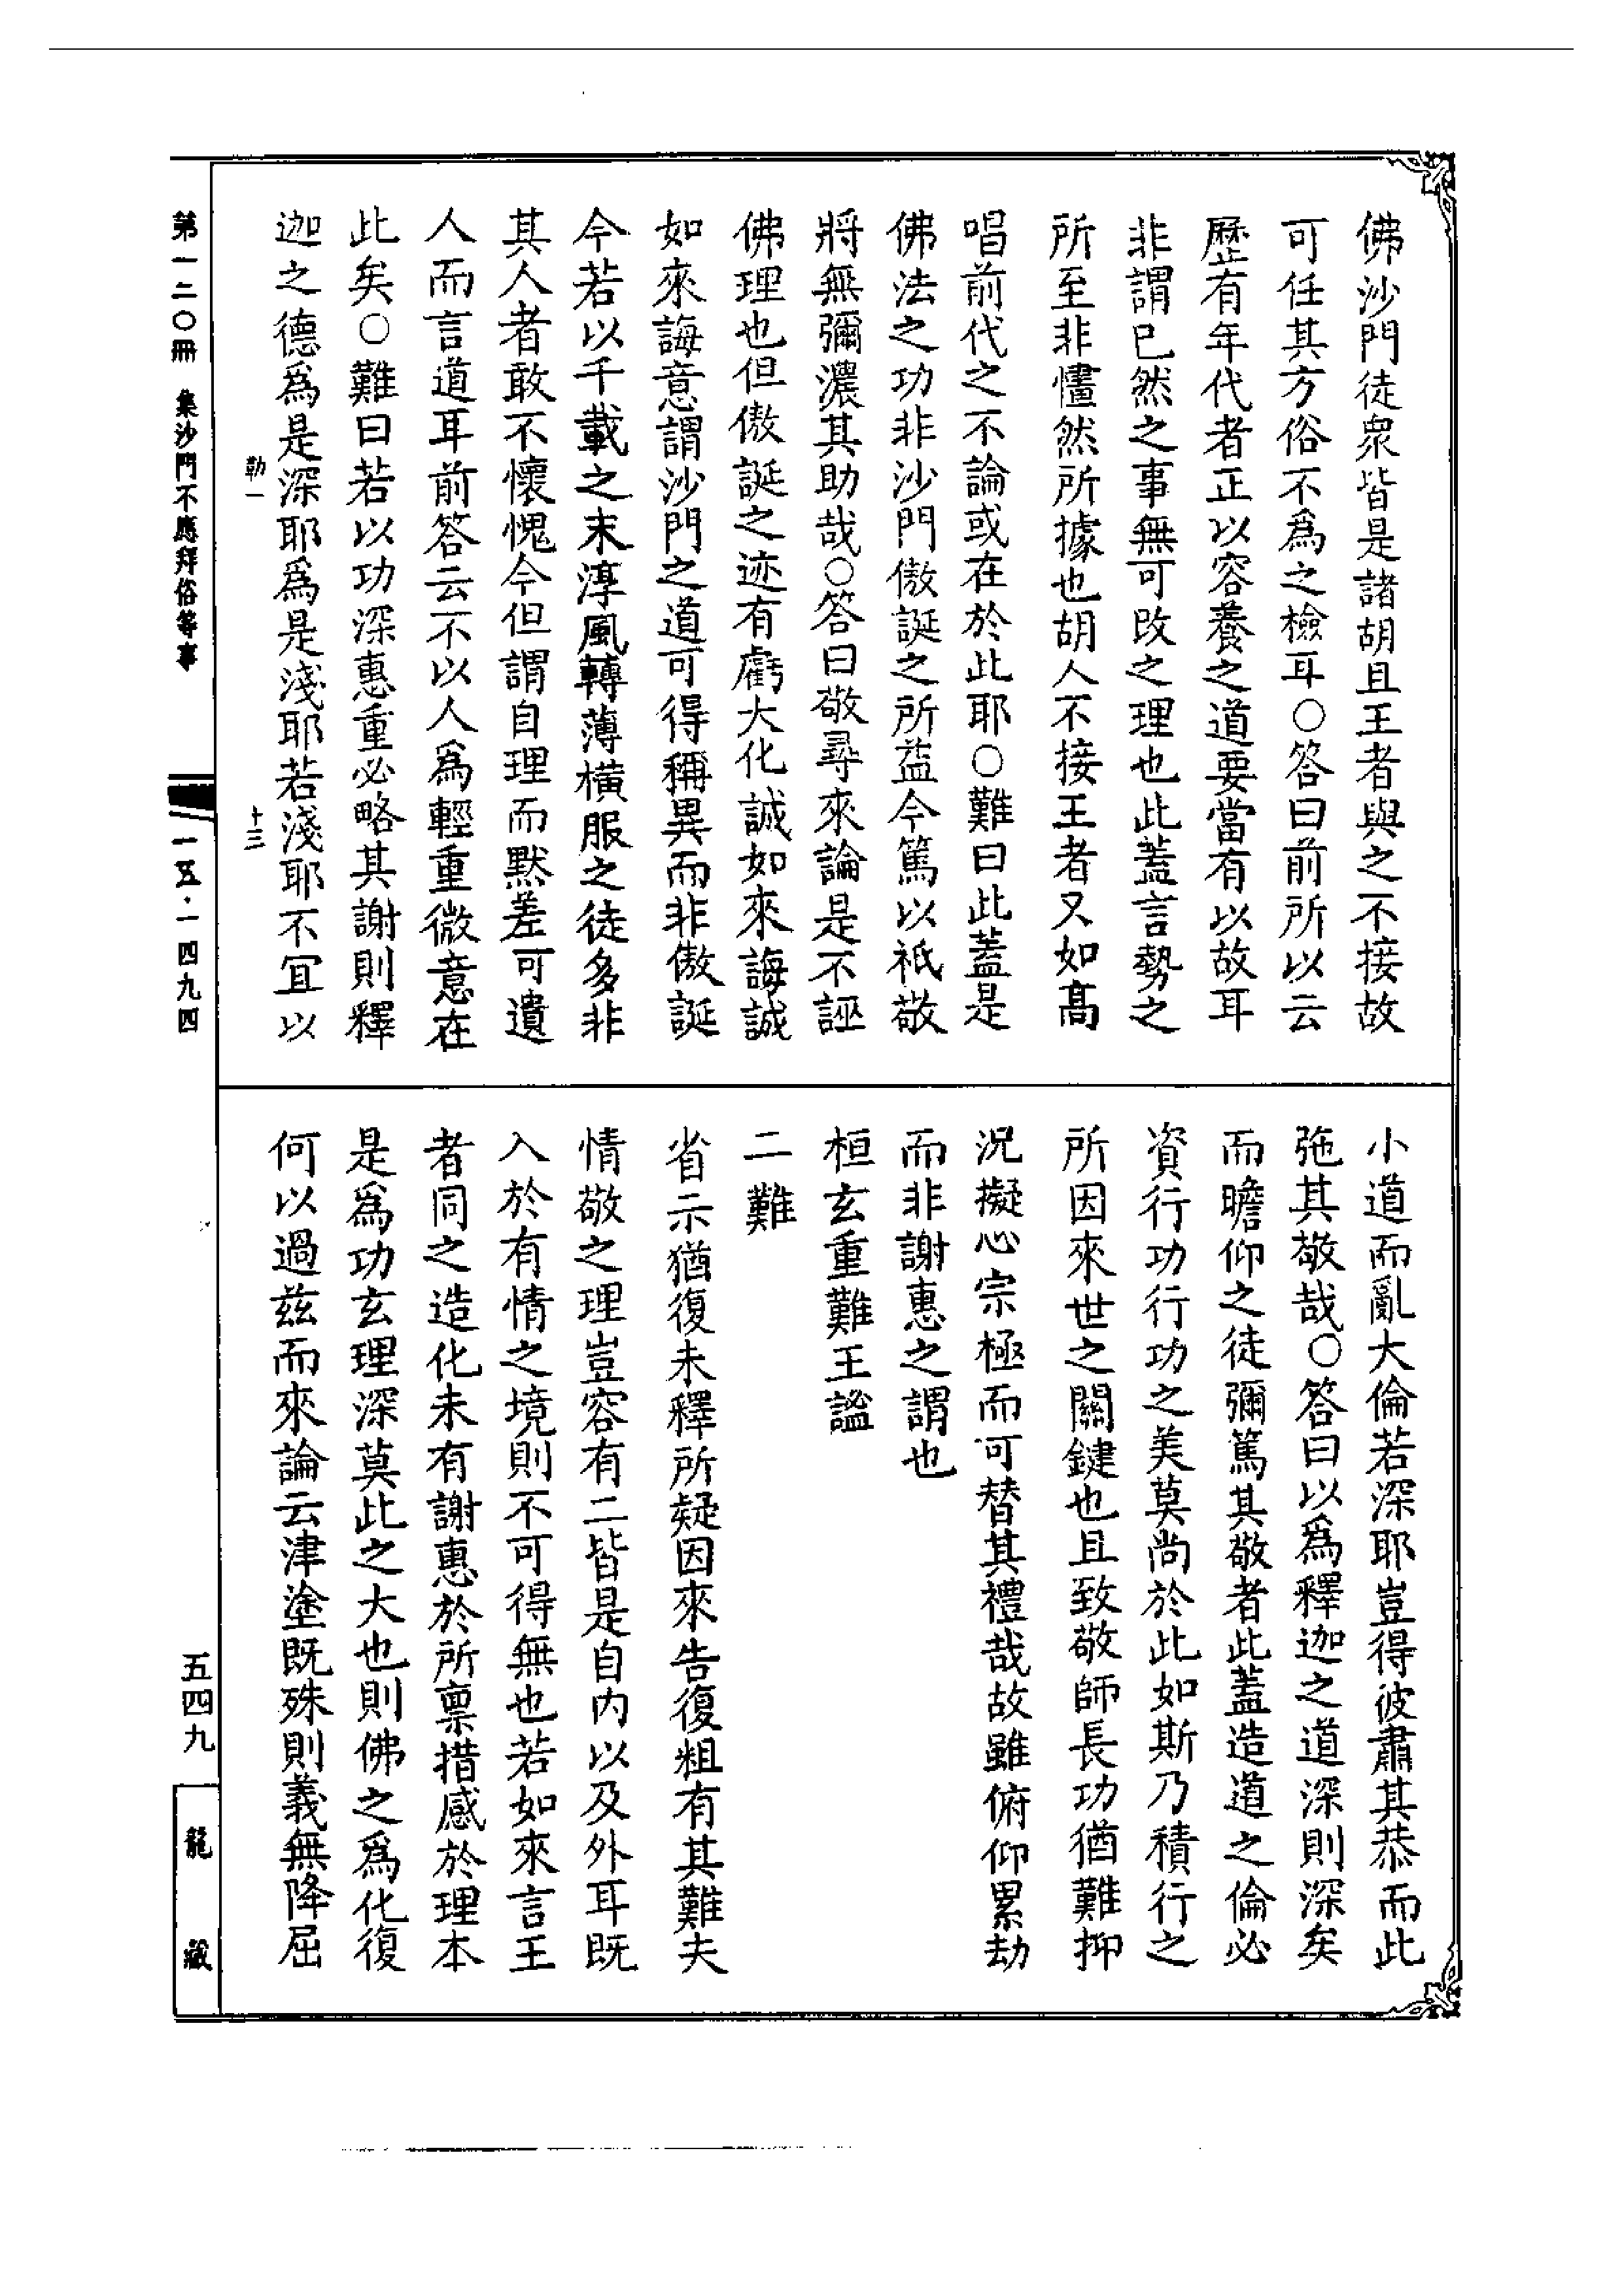 佛沙門徒衆皆是諸胡且王者與之不接故
可任其方俗不爲之檢耳○答曰前所以云
歷有年代者正以容養之道要當有以故耳
非謂已然之事無可改之理也此蓋言勢之
所至非懂然所據也胡人不接王者又如高
唱前代之不論或在於此耶○難曰此蓋是
佛法之功非沙門傲誕之所益今篤以祇敬
將無彌濃其助哉○答曰敬尋來論是不誣
佛理也但傲誕之迹有虧大化誠如來誨誠
如來誨意謂沙門之道可得稱異而非傲誕
今若以千載之末淳風轉薄橫服之徒多非
其人者敢不懷愧今但謂自理而默差可遺
人而言道耳前答云不以人爲輕重微意在
此矣○難曰若以功深惠重必略其謝則釋
迦之德爲是深耶爲是淺耶若淺耶不宜以
小道而亂大倫若深耶豈得彼肅其恭而此
弛其敬哉○答曰以爲釋迦之道深則深矣
而瞻仰之徒彌篤其敬者此蓋造道之倫必
資行功行功之美莫尚於此如斯乃積行之
所因來世之關鍵也且致敬師長功猶難抑
況擬心宗極而可替其禮哉故雖俯仰累劫
而非謝惠之謂也
桓玄重難王謐
二難
省示猶復未釋所疑因來告復粗有其難夫
情敬之理豈容有二皆是自内以及外耳既
入於有情之境則不可得無也若如來言王
者同之造化未有謝惠於所禀措感於理本
是爲功玄理深莫此之大也則佛之爲化復
何以過兹而來論云津塗既殊則義無降屈
第一二〇冊 集沙門不應拜俗等事
勒一
十三
一五·一四九四
五四九
龍藏